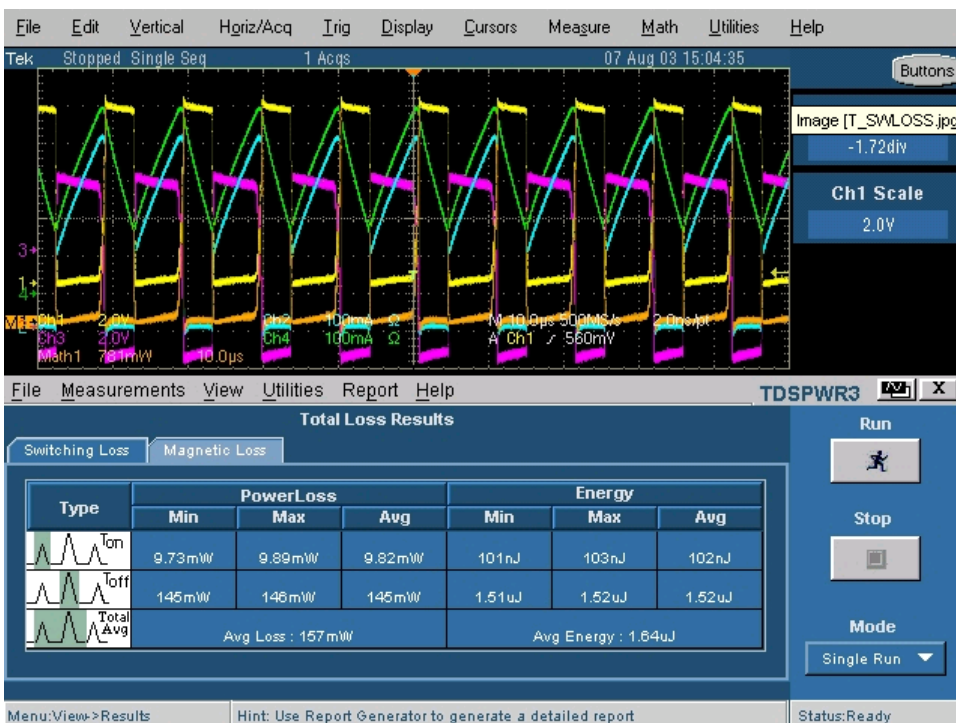 File Edit Vertical Horiz/Acq Trig Display Cursors Measure Math Utilities Help
Tek Stopped Single Seq 1 Acqs 07 Aug 03 15:04:35
Buttons
Image [T_SWLOSS.jpg
-1.72div
Ch1 Scale
2.0V
3
1
4
Ch1 2.0V Ch2 100mA Ω M 10.0µs 500MS/s 2.0ns/pt
Ch3 2.0V Ch4 100mA Ω A Ch1 560mV
Math1 781mW 10.0µs
File Measurements View Utilities Report Help TDSPWR3 X
Total Loss Results
Switching Loss Magnetic Loss
Type PowerLoss Energy
Min Max Avg Min Max Avg
Ton 9.73mW 9.89mW 9.82mW 101nJ 103nJ 102nJ
Toff 145mW 146mW 145mW 1.51uJ 1.52uJ 1.52uJ
Total Avg Avg Loss : 157mW Avg Energy : 1.64uJ
Run
Stop
Mode
Single Run
Menu:View->Results Hint: Use Report Generator to generate a detailed report Status:Ready